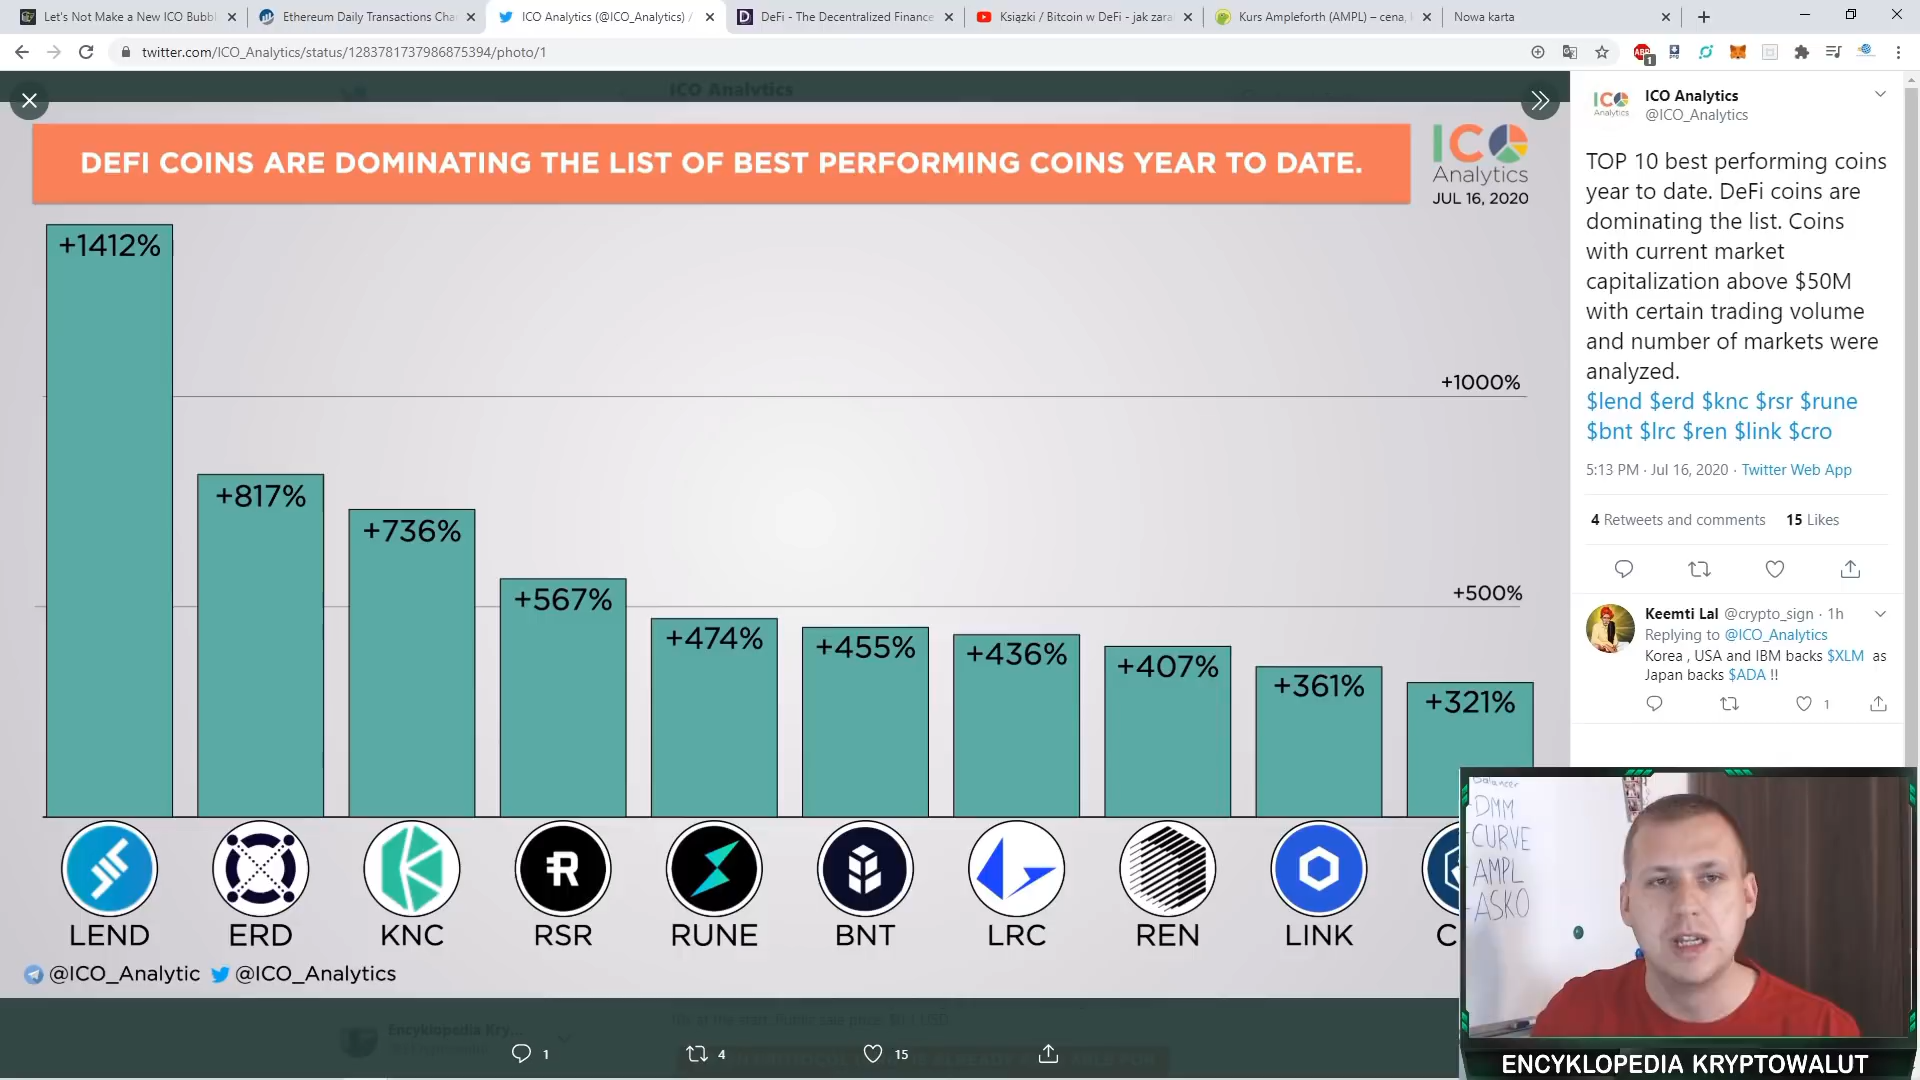 Let's Not Make a New ICO Bubbl
Ethereum Daily Transactions Cha
ICO Analytics (@ICO_Analytics) /
DeFi - The Decentralized Finance
Książki / Bitcoin w DeFi - jak zara
Kurs Ampleforth (AMPL) – cena,
Nowa karta
twitter.com/ICO_Analytics/status/1283781737986875394/photo/1
ICO Analytics
DEFI COINS ARE DOMINATING THE LIST OF BEST PERFORMING COINS YEAR TO DATE.
ICO
Analytics
JUL 16, 2020
+1412%
+1000%
+817%
+736%
+567%
+500%
+474%
+455%
+436%
+407%
+361%
+321%
LEND
ERD
KNC
RSR
RUNE
BNT
LRC
REN
LINK
C
@ICO_Analytic
@ICO_Analytics
Encyklopedia Kry...
1
4
15
ICO
Analytics
ICO Analytics
@ICO_Analytics
TOP 10 best performing coins
year to date. DeFi coins are
dominating the list. Coins
with current market
capitalization above $50M
with certain trading volume
and number of markets were
analyzed.
$lend $erd $knc $rsr $rune
$bnt $lrc $ren $link $cro
5:13 PM · Jul 16, 2020 · Twitter Web App
4 Retweets and comments 15 Likes
Keemti Lal @crypto_sign · 1h
Replying to @ICO_Analytics
Korea , USA and IBM backs $XLM as
Japan backs $ADA !!
1
Balancer
-DMM
-CURVE
-AMPL
-ASKO
ENCYKLOPEDIA KRYPTOWALUT